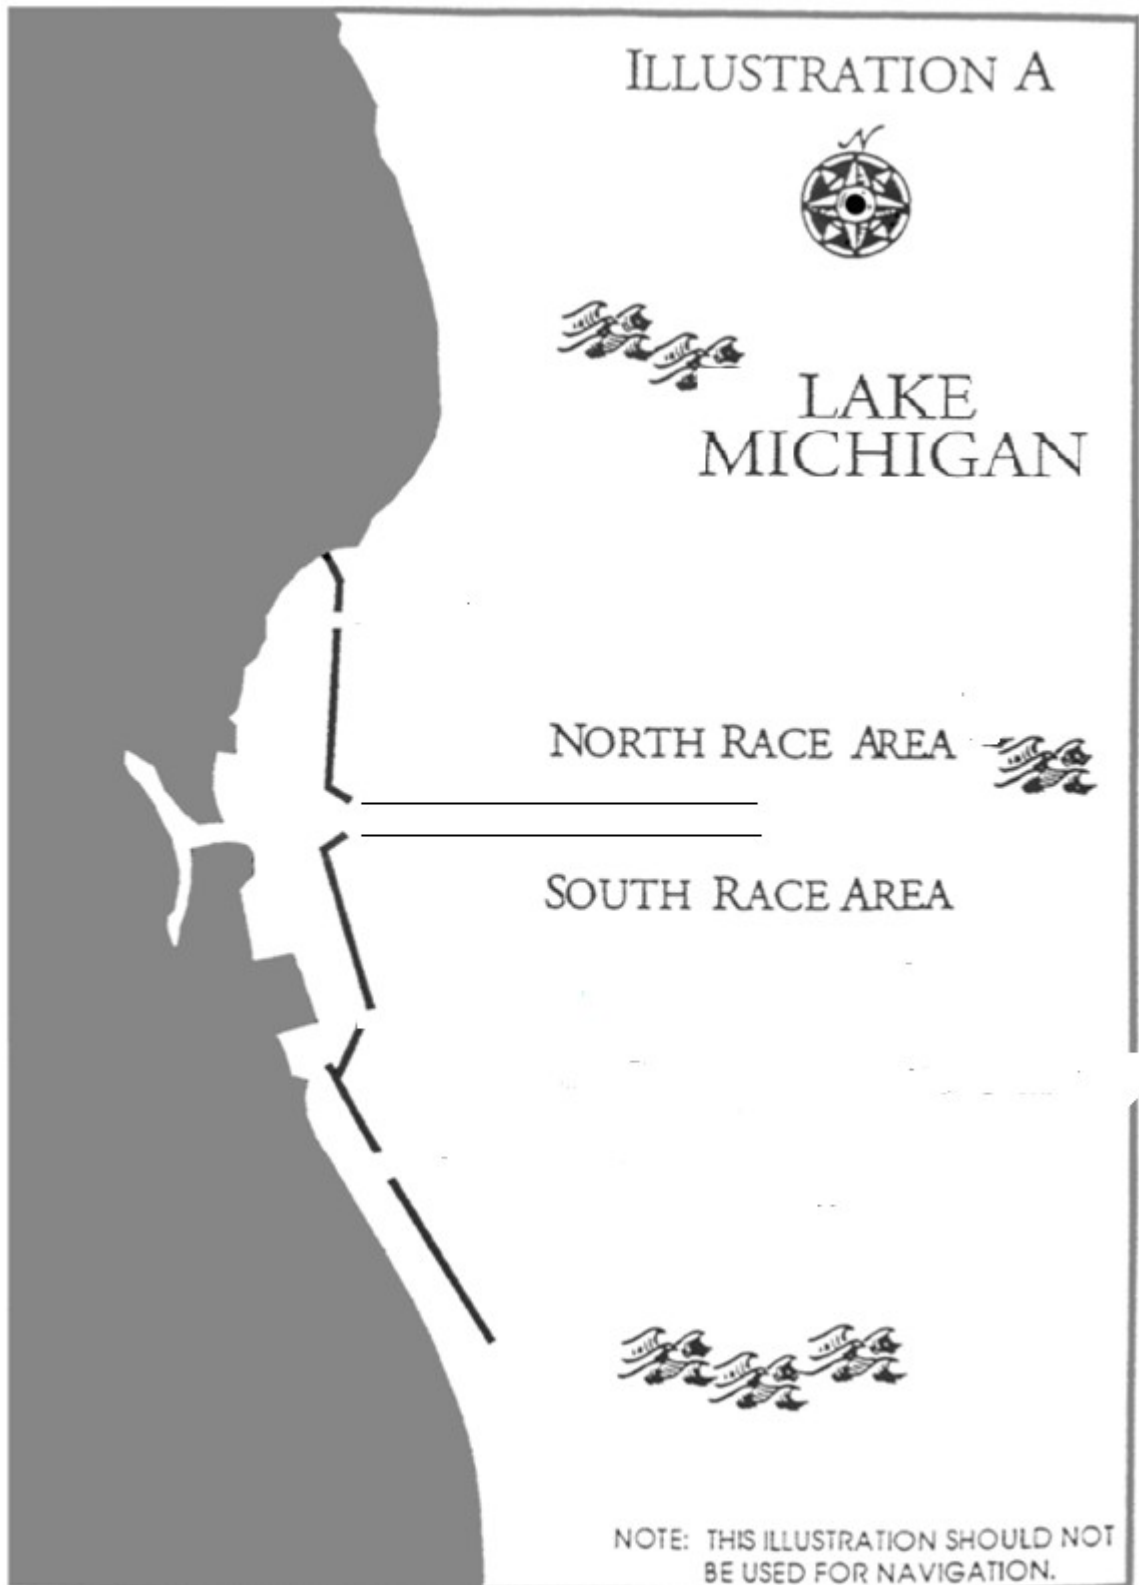 ILLUSTRATION A
N
LAKE
MICHIGAN
NORTH RACE AREA
SOUTH RACE AREA
NOTE: THIS ILLUSTRATION SHOULD NOT
BE USED FOR NAVIGATION.